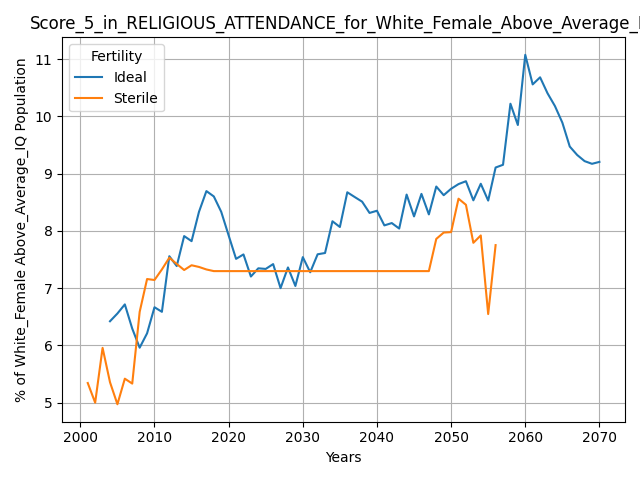 Score_5_in_RELIGIOUS_ATTENDANCE_for_White_Female_Above_Average_
Fertility
Ideal
Sterile
% of White_Female Above_Average_IQ Population
11
10
9
8
7
6
5
2000 2010 2020 2030 2040 2050 2060 2070
Years